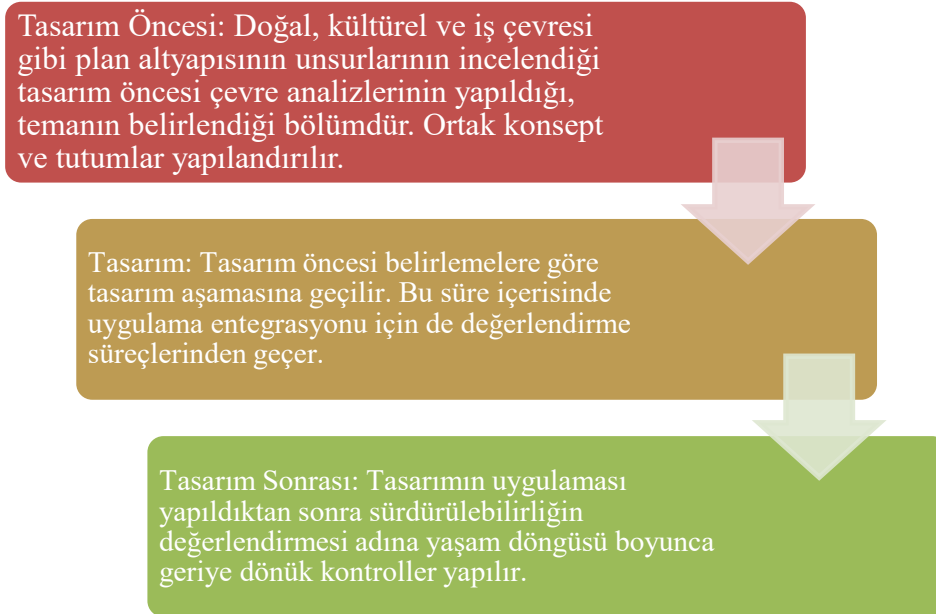 Tasarım Öncesi: Doğal, kültürel ve iş çevresi
gibi plan altyapısının unsurlarının incelendiği
tasarım öncesi çevre analizlerinin yapıldığı,
temanın belirlendiği bölümdür. Ortak konsept
ve tutumlar yapılandırılır.
Tasarım: Tasarım öncesi belirlemelere göre
tasarım aşamasına geçilir. Bu süre içerisinde
uygulama entegrasyonu için de değerlendirme
süreçlerinden geçer.
Tasarım Sonrası: Tasarımın uygulaması
yapıldıktan sonra sürdürülebilirliğin
değerlendirmesi adına yaşam döngüsü boyunca
geriye dönük kontroller yapılır.